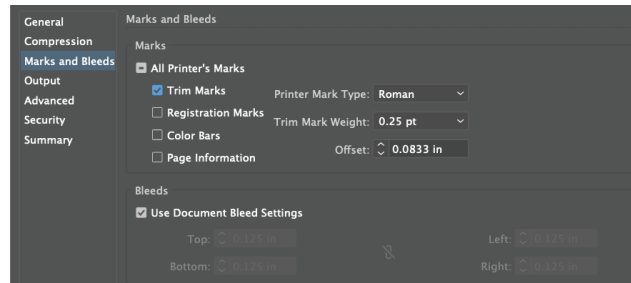 General
Compression
Marks and Bleeds
Output
Advanced
Security
Summary
Marks and Bleeds
Marks
All Printer's Marks
Trim Marks
Registration Marks
Color Bars
Page Information
Printer Mark Type: Roman
Trim Mark Weight: 0.25 pt
Offset: 0.0833 in
Bleeds
Use Document Bleed Settings
Top: 0.125 in
Bottom: 0.125 in
Left: 0.125 in
Right: 0.125 in